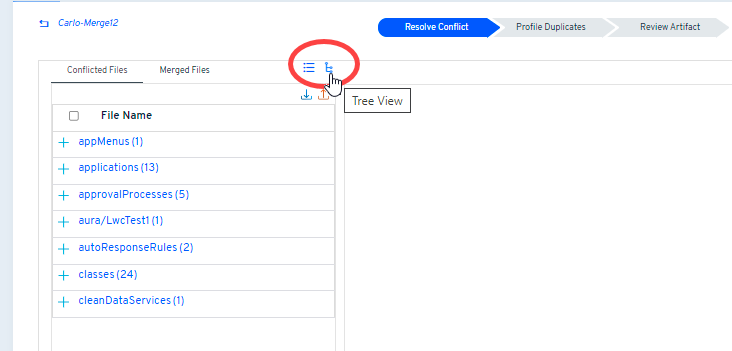 Carlo-Merge12
Resolve Conflict
Profile Duplicates
Review Artifact
Conflicted Files
Merged Files
Tree View
File Name
appMenus (1)
applications (13)
approvalProcesses (5)
aura/LwcTest1 (1)
autoResponseRules (2)
classes (24)
cleanDataServices (1)